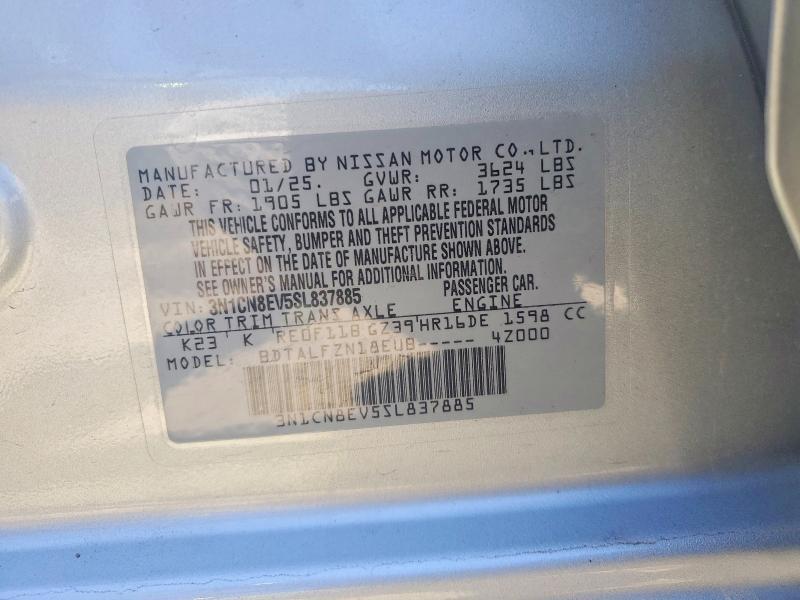 MANUFACTURED BY NISSAN MOTOR CO., LTD.
DATE: 01/25. GVWR: 3624 LBS
GAWR FR: 1905 LBS GAWR RR: 1735 LBS
THIS VEHICLE CONFORMS TO ALL APPLICABLE FEDERAL MOTOR
VEHICLE SAFETY, BUMPER AND THEFT PREVENTION STANDARDS
IN EFFECT ON THE DATE OF MANUFACTURE SHOWN ABOVE.
SEE OWNER'S MANUAL FOR ADDITIONAL INFORMATION.
VIN: 3N1CN8EV5SL837885 PASSENGER CAR.
COLOR TRIM TRANS AXLE ENGINE
K23 K RE0F11B GZ39 HR16DE 1598 CC
MODEL: BDTALFZN18EUB----- 4Z000
3N1CN8EV5SL837885